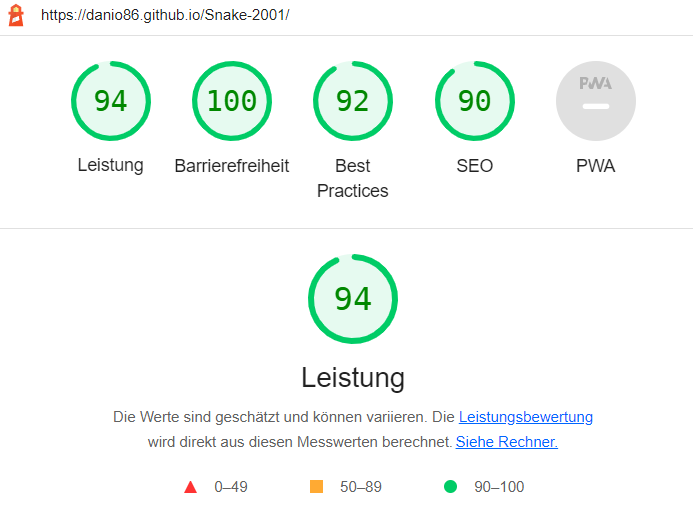 https://danio86.github.io/Snake-2001/
94
100
92
90
PWA
Leistung
Barrierefreiheit
Best
Practices
SEO
PWA
94
Leistung
Die Werte sind geschätzt und können variieren. Die Leistungsbewertung
wird direkt aus diesen Messwerten berechnet. Siehe Rechner.
0–49
50–89
90–100